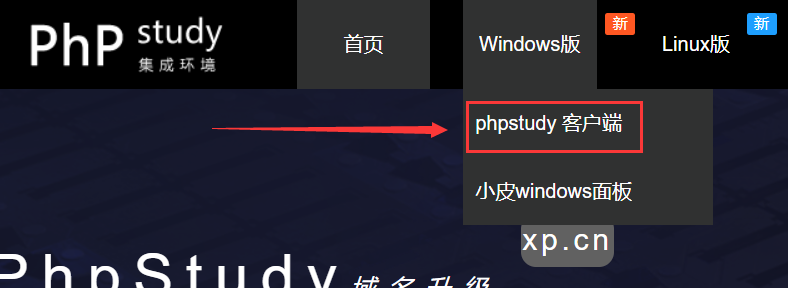 PhP study
集成环境
首页
Windows版
新
Linux版
新
phpstudy 客户端
小皮windows面板
xp.cn
PhpStudy 域名升级